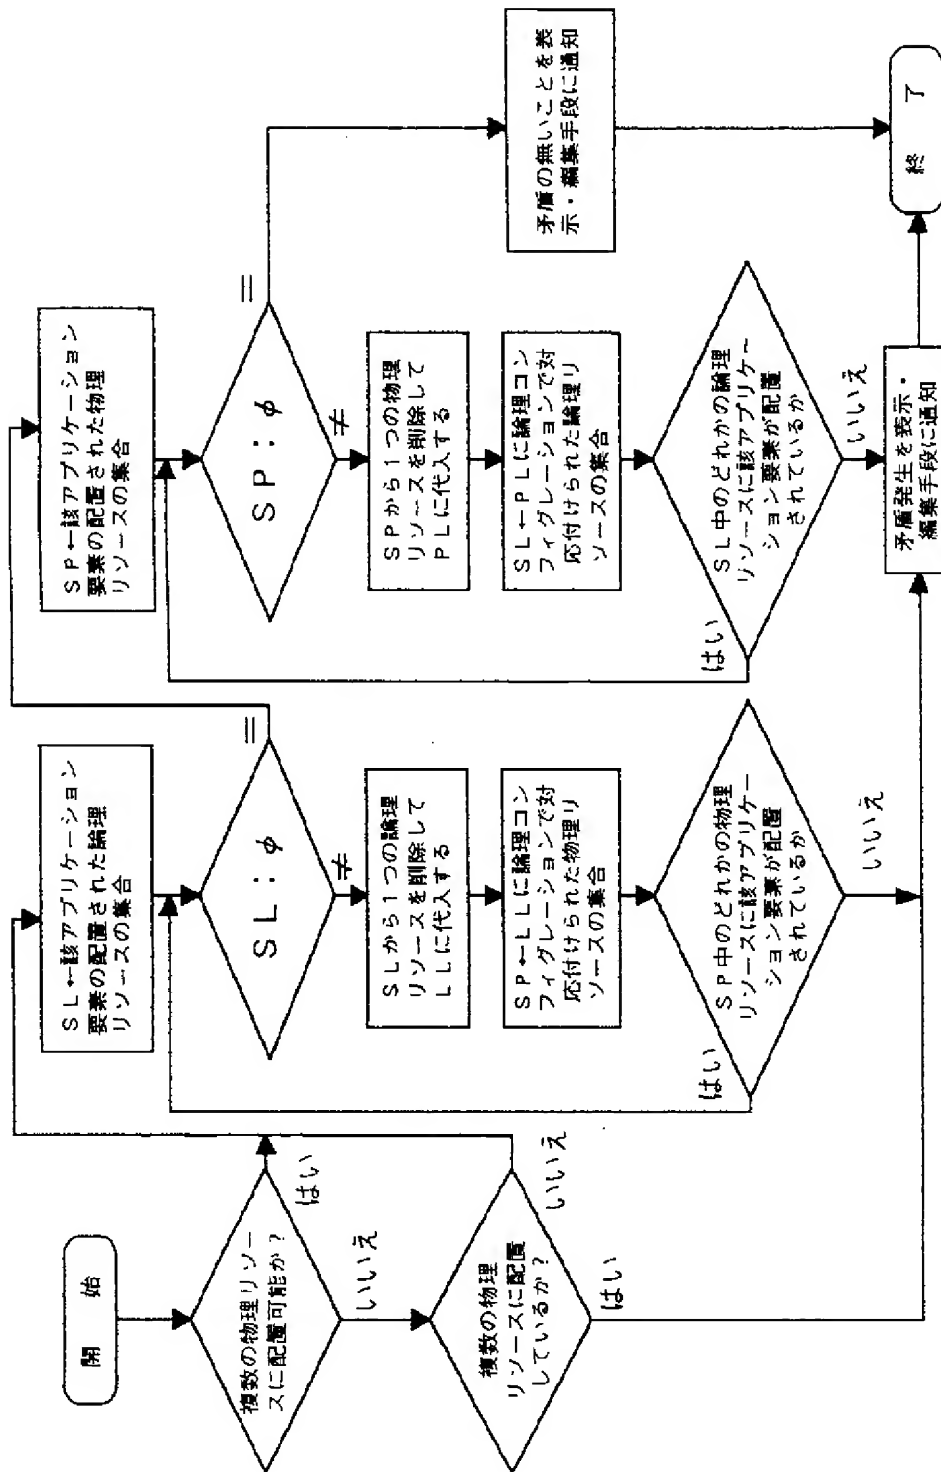 開 始
複数の物理リソー
スに配置可能か?
はい
いいえ
複数の物理
リソースに配置
しているか?
いいえ
はい
SL←該アプリケーション
要素の配置された論理
リソースの集合
SL:φ
=
≠
SLから1つの論理
リソースを削除して
LLに代入する
SP←LLに論理コン
フィグレーションで対
応付けられた物理リ
ソースの集合
SP中のどれかの物理
リソースに該アプリケー
ション要素が配置
されているか
はい
いいえ
SP←該アプリケーション
要素の配置された物理
リソースの集合
SP:φ
=
≠
SPから1つの物理
リソースを削除して
PLに代入する
SL←PLに論理コン
フィグレーションで対
応付けられた論理リ
ソースの集合
SL中のどれかの論理
リソースに該アプリケー
ション要素が配置
されているか
はい
いいえ
矛盾発生を表示・
編集手段に通知
矛盾の無いことを表
示・編集手段に通知
終 了